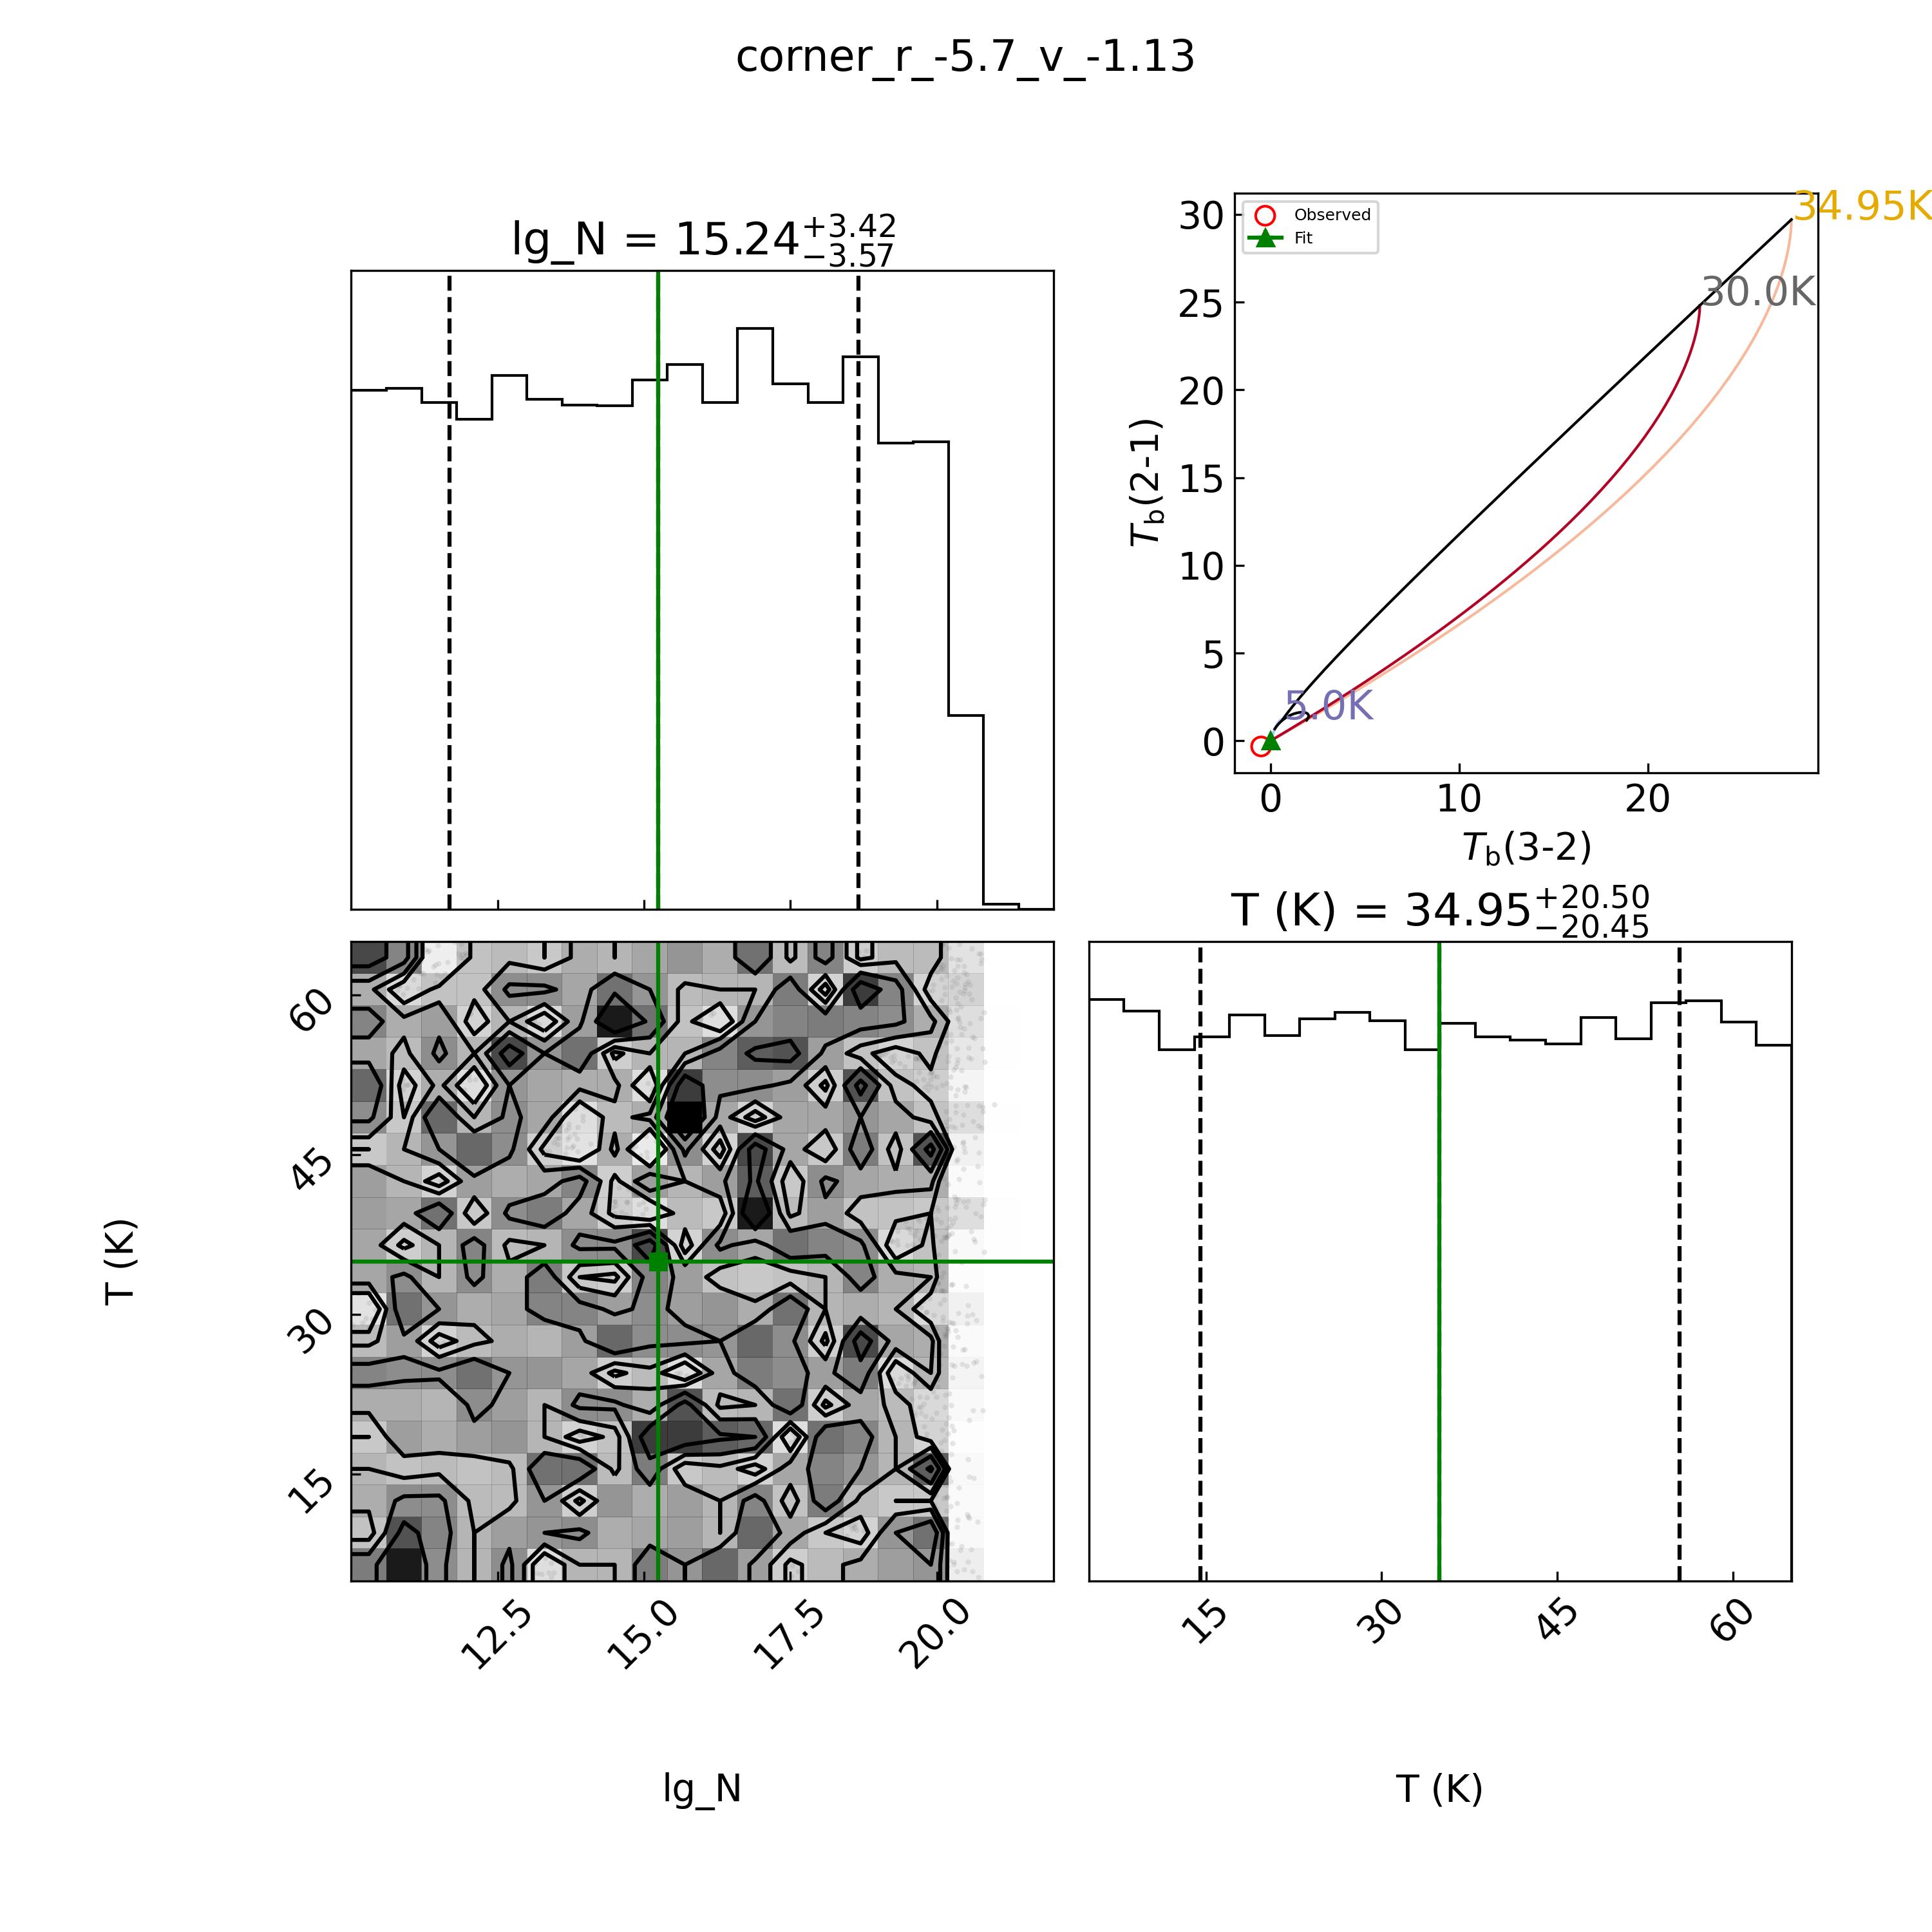 corner_r_-5.7_v_-1.13
lg_N = 15.24+3.42−3.57
34.95K
30
Observed
Fit
30.0K
25
20
15
10
5
5.0K
0
Tb(2-1)
0 10 20
Tb(3-2)
T (K) = 34.95+20.50−20.45
60
45
30
15
T (K)
12.5 15.0 17.5 20.0
15 30 45 60
lg_N
T (K)